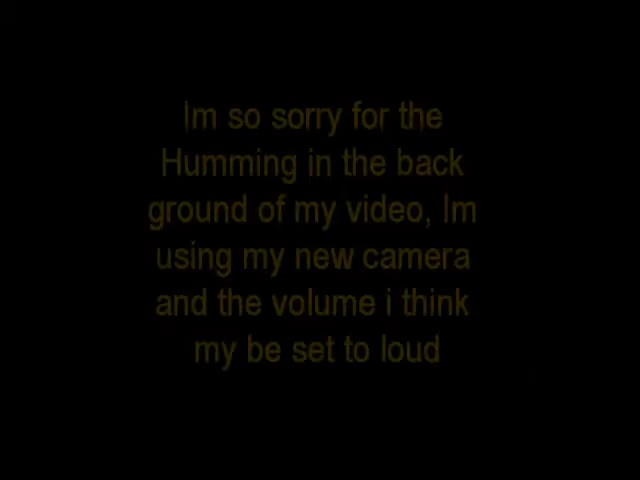 Im so sorry for the
Humming in the back
ground of my video, Im
using my new camera
and the volume i think
my be set to loud